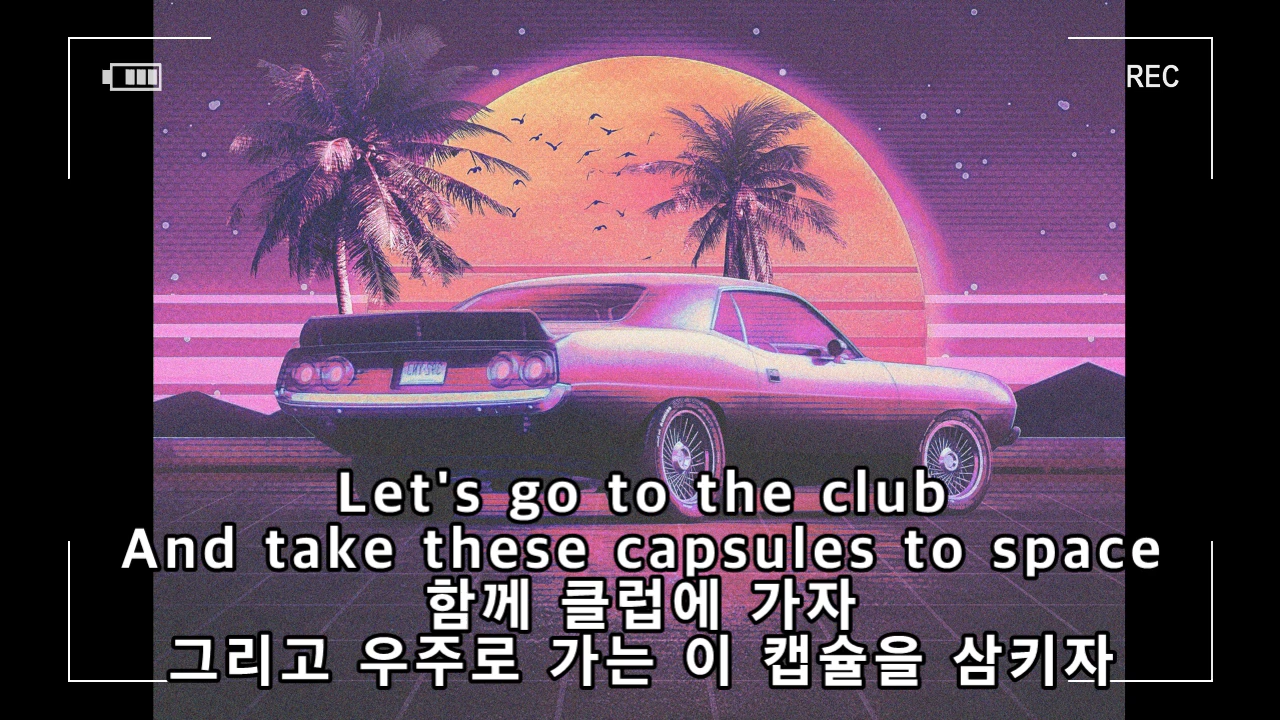 REC
Let's go to the club
And take these capsules to space
함께 클럽에 가자
그리고 우주로 가는 이 캡슐을 삼키자